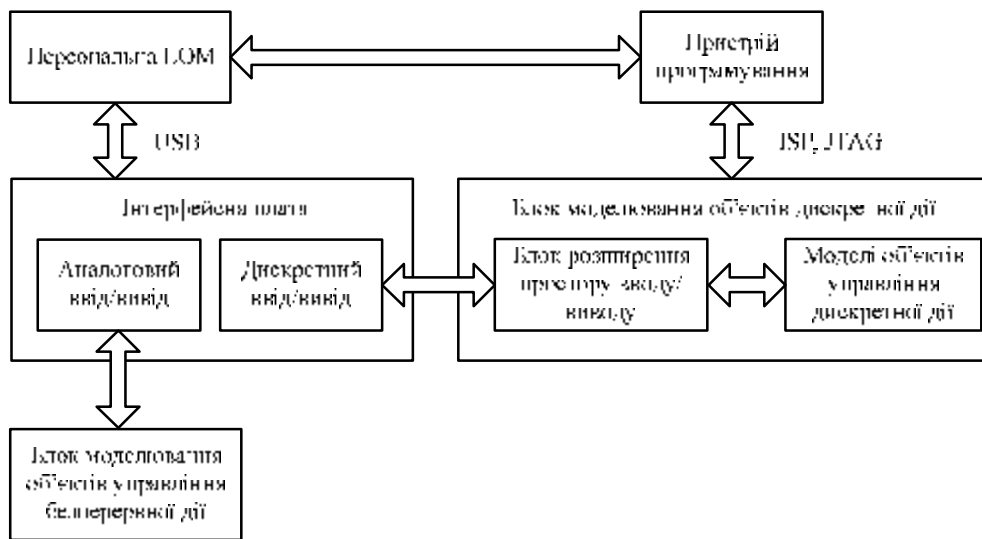 Персональна ЕОМ
Пристрій
програмування
USB
ISP, JTAG
Інтерфейсна плата
Блок моделювання об'єктів дискретної дії
Аналоговий
ввід/вивід
Дискретний
ввід/вивід
Блок розширення
простору вводу/
виводу
Моделі об'єктів
управління
дискретної дії
Блок моделювання
об'єктів управління
безперервної дії